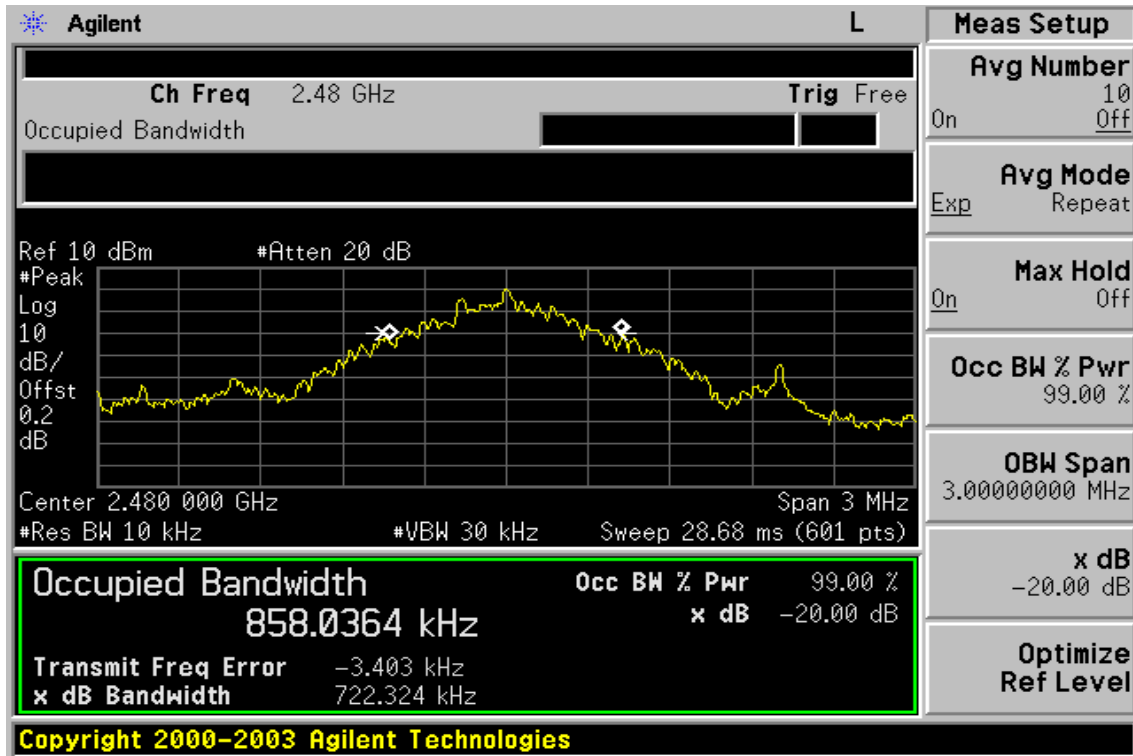 Agilent L
Ch Freq 2.48 GHz Trig Free
Occupied Bandwidth
Ref 10 dBm #Atten 20 dB
#Peak
Log
10
dB/
Offst
0.2
dB
Center 2.480 000 GHz Span 3 MHz
#Res BW 10 kHz #VBW 30 kHz Sweep 28.68 ms (601 pts)
Occupied Bandwidth Occ BW % Pwr 99.00 %
858.0364 kHz x dB -20.00 dB
Transmit Freq Error -3.403 kHz
x dB Bandwidth 722.324 kHz
Copyright 2000-2003 Agilent Technologies
Meas Setup
Avg Number
10
On Off
Avg Mode
Exp Repeat
Max Hold
On Off
Occ BW % Pwr
99.00 %
OBW Span
3.00000000 MHz
x dB
-20.00 dB
Optimize
Ref Level